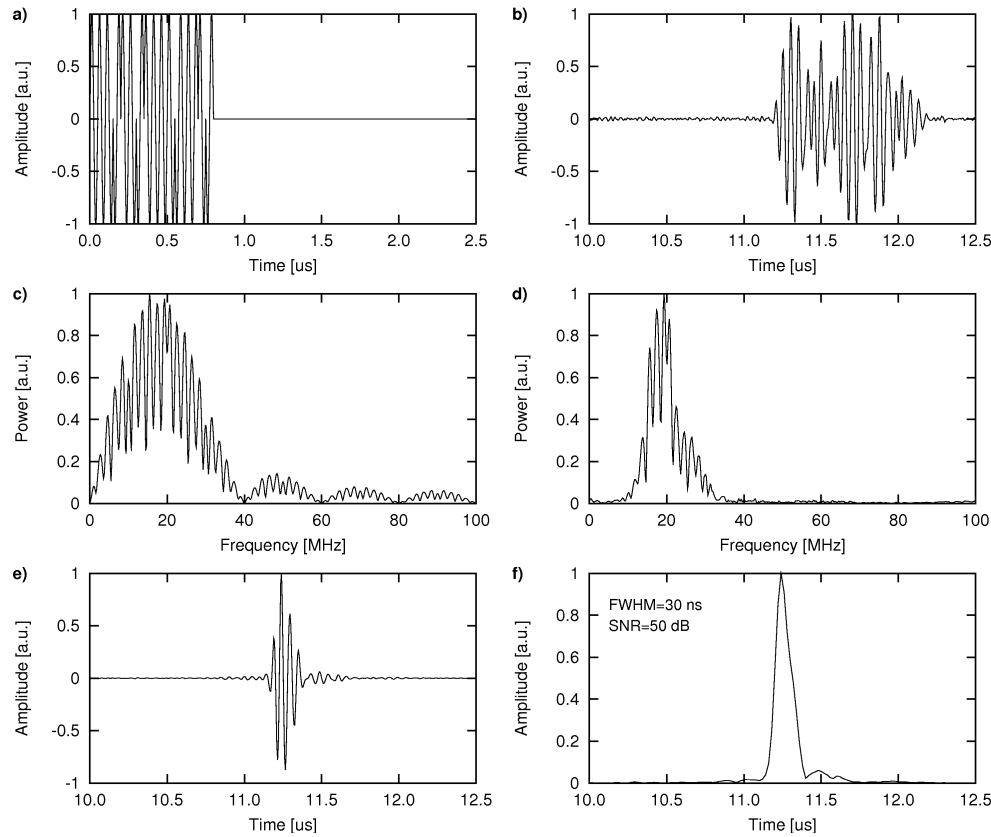 a)
1
0.5
0
-0.5
-1
Amplitude [a.u.]
0.0 0.5 1.0 1.5 2.0 2.5
Time [us]
b)
1
0.5
0
-0.5
-1
Amplitude [a.u.]
10.0 10.5 11.0 11.5 12.0 12.5
Time [us]
c)
1
0.8
0.6
0.4
0.2
0
Power [a.u.]
0 20 40 60 80 100
Frequency [MHz]
d)
1
0.8
0.6
0.4
0.2
0
Power [a.u.]
0 20 40 60 80 100
Frequency [MHz]
e)
1
0.5
0
-0.5
-1
Amplitude [a.u.]
10.0 10.5 11.0 11.5 12.0 12.5
Time [us]
f)
FWHM=30 ns
SNR=50 dB
1
0.8
0.6
0.4
0.2
0
Amplitude [a.u.]
10.0 10.5 11.0 11.5 12.0 12.5
Time [us]